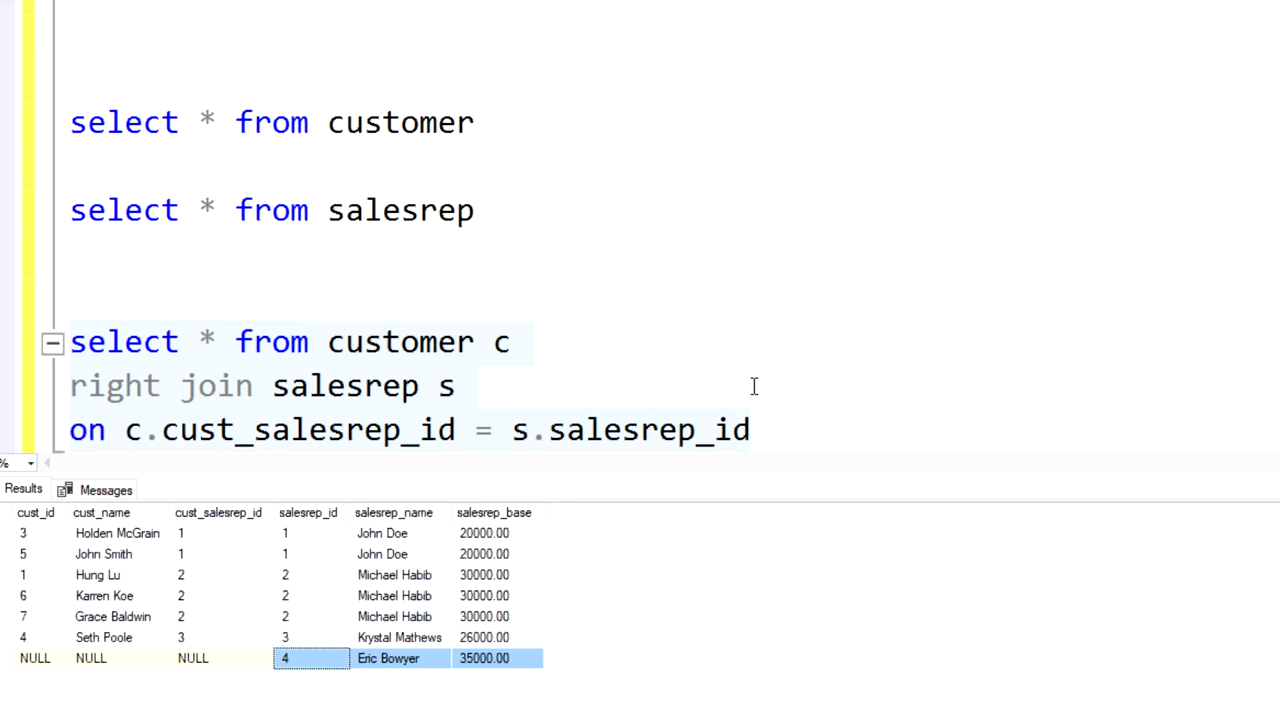 select * from customer
select * from salesrep
select * from customer c
right join salesrep s
on c.cust_salesrep_id = s.salesrep_id
%
Results Messages
cust_id cust_name cust_salesrep_id salesrep_id salesrep_name salesrep_base
3 Holden McGrain 1 1 John Doe 20000.00
5 John Smith 1 1 John Doe 20000.00
1 Hung Lu 2 2 Michael Habib 30000.00
6 Karren Koe 2 2 Michael Habib 30000.00
7 Grace Baldwin 2 2 Michael Habib 30000.00
4 Seth Poole 3 3 Krystal Mathews 26000.00
NULL NULL NULL 4 Eric Bowyer 35000.00